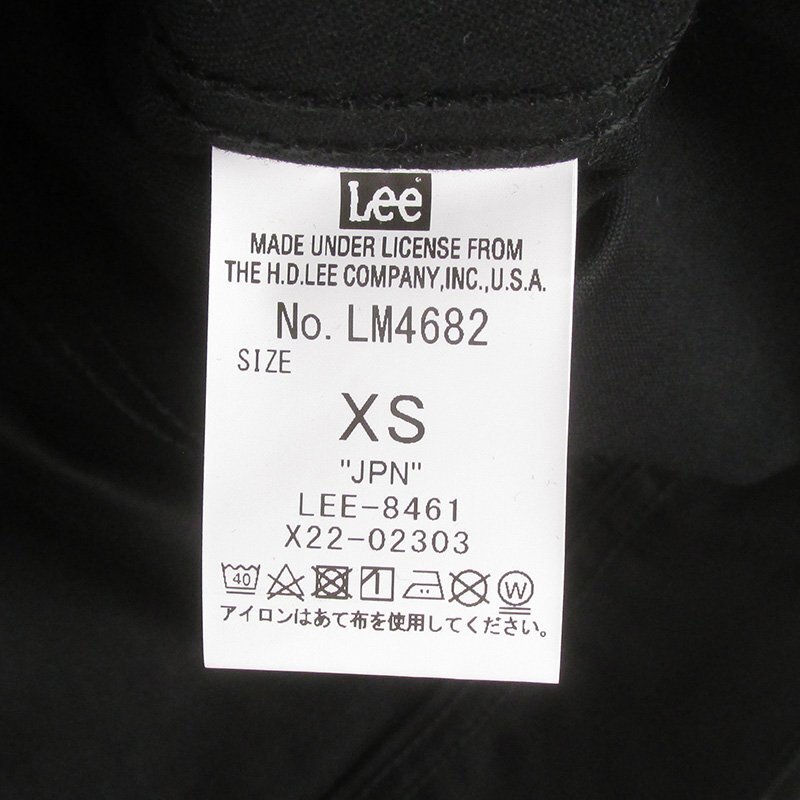 Lee
MADE UNDER LICENSE FROM
THE H.D.LEE COMPANY,INC.,U.S.A.
No. LM4682
SIZE
XS
"JPN"
LEE-8461
X22-02303
40 W
アイロンはあて布を使用してください。